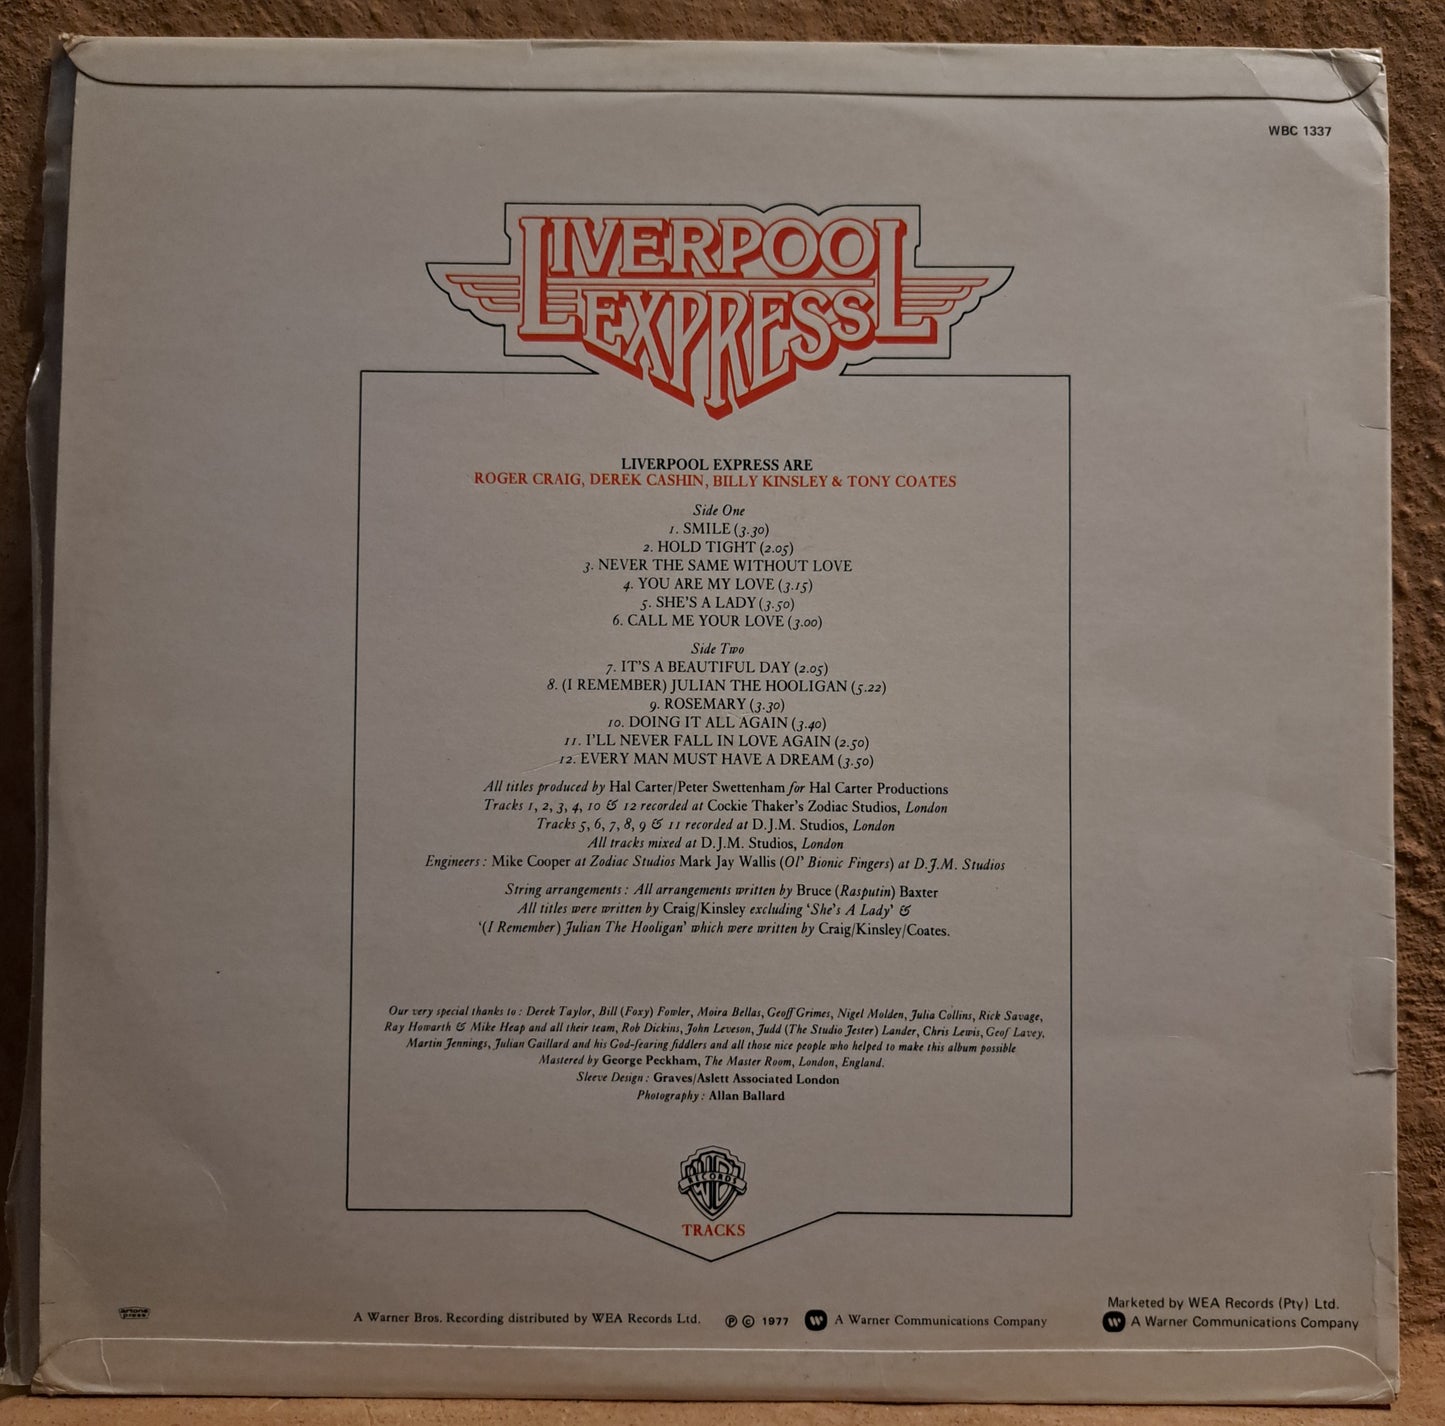 WBC 1337
LIVERPOOL
EXPRESS
LIVERPOOL EXPRESS ARE
ROGER CRAIG, DEREK CASHIN, BILLY KINSLEY & TONY COATES
Side One
1. SMILE (3.30)
2. HOLD TIGHT (2.05)
3. NEVER THE SAME WITHOUT LOVE
4. YOU ARE MY LOVE (3.15)
5. SHE'S A LADY (3.50)
6. CALL ME YOUR LOVE (3.00)
Side Two
7. IT'S A BEAUTIFUL DAY (2.05)
8. (I REMEMBER) JULIAN THE HOOLIGAN (5.22)
9. ROSEMARY (3.30)
10. DOING IT ALL AGAIN (3.40)
11. I'LL NEVER FALL IN LOVE AGAIN (2.50)
12. EVERY MAN MUST HAVE A DREAM (3.50)
All titles produced by Hal Carter/Peter Swettenham for Hal Carter Productions
Tracks 1, 2, 3, 4, 10 & 12 recorded at Cockie Thaker's Zodiac Studios, London
Tracks 5, 6, 7, 8, 9 & 11 recorded at D.J.M. Studios, London
All tracks mixed at D.J.M. Studios, London
Engineers: Mike Cooper at Zodiac Studios Mark Jay Wallis (Ol' Bionic Fingers) at D.J.M. Studios
String arrangements: All arrangements written by Bruce (Rasputin) Baxter
All titles were written by Craig/Kinsley excluding 'She's A Lady' &
'(I Remember) Julian The Hooligan' which were written by Craig/Kinsley/Coates.
Our very special thanks to: Derek Taylor, Bill (Foxy) Fowler, Moira Bellas, Geoff Grimes, Nigel Molden, Julia Collins, Rick Savage,
Ray Howarth & Mike Heap and all their team, Rob Dickins, John Leveson, Judd (The Studio Jester) Lander, Chris Lewis, Geof Lavey,
Martin Jennings, Julian Gaillard and his God-fearing fiddlers and all those nice people who helped to make this album possible
Mastered by George Peckham, The Master Room, London, England.
Sleeve Design: Graves/Aslett Associated London
Photography: Allan Ballard
WB
RECORDS
TRACKS
artone
press
A Warner Bros. Recording distributed by WEA Records Ltd. ℗ © 1977 A Warner Communications Company
Marketed by WEA Records (Pty) Ltd.
A Warner Communications Company